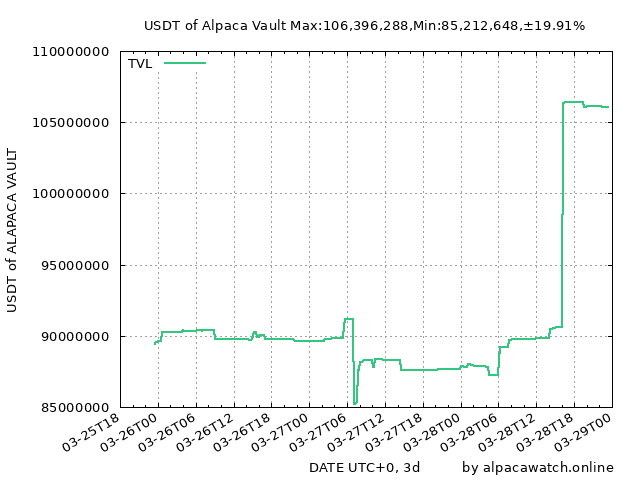 USDT of Alpaca Vault Max:106,396,288,Min:85,212,648,±19.91%
TVL
110000000
105000000
100000000
95000000
90000000
85000000
USDT of ALAPACA VAULT
03-25T18
03-26T00
03-26T06
03-26T12
03-26T18
03-27T00
03-27T06
03-27T12
03-27T18
03-28T00
03-28T06
03-28T12
03-28T18
03-29T00
DATE UTC+0, 3d
by alpacawatch.online